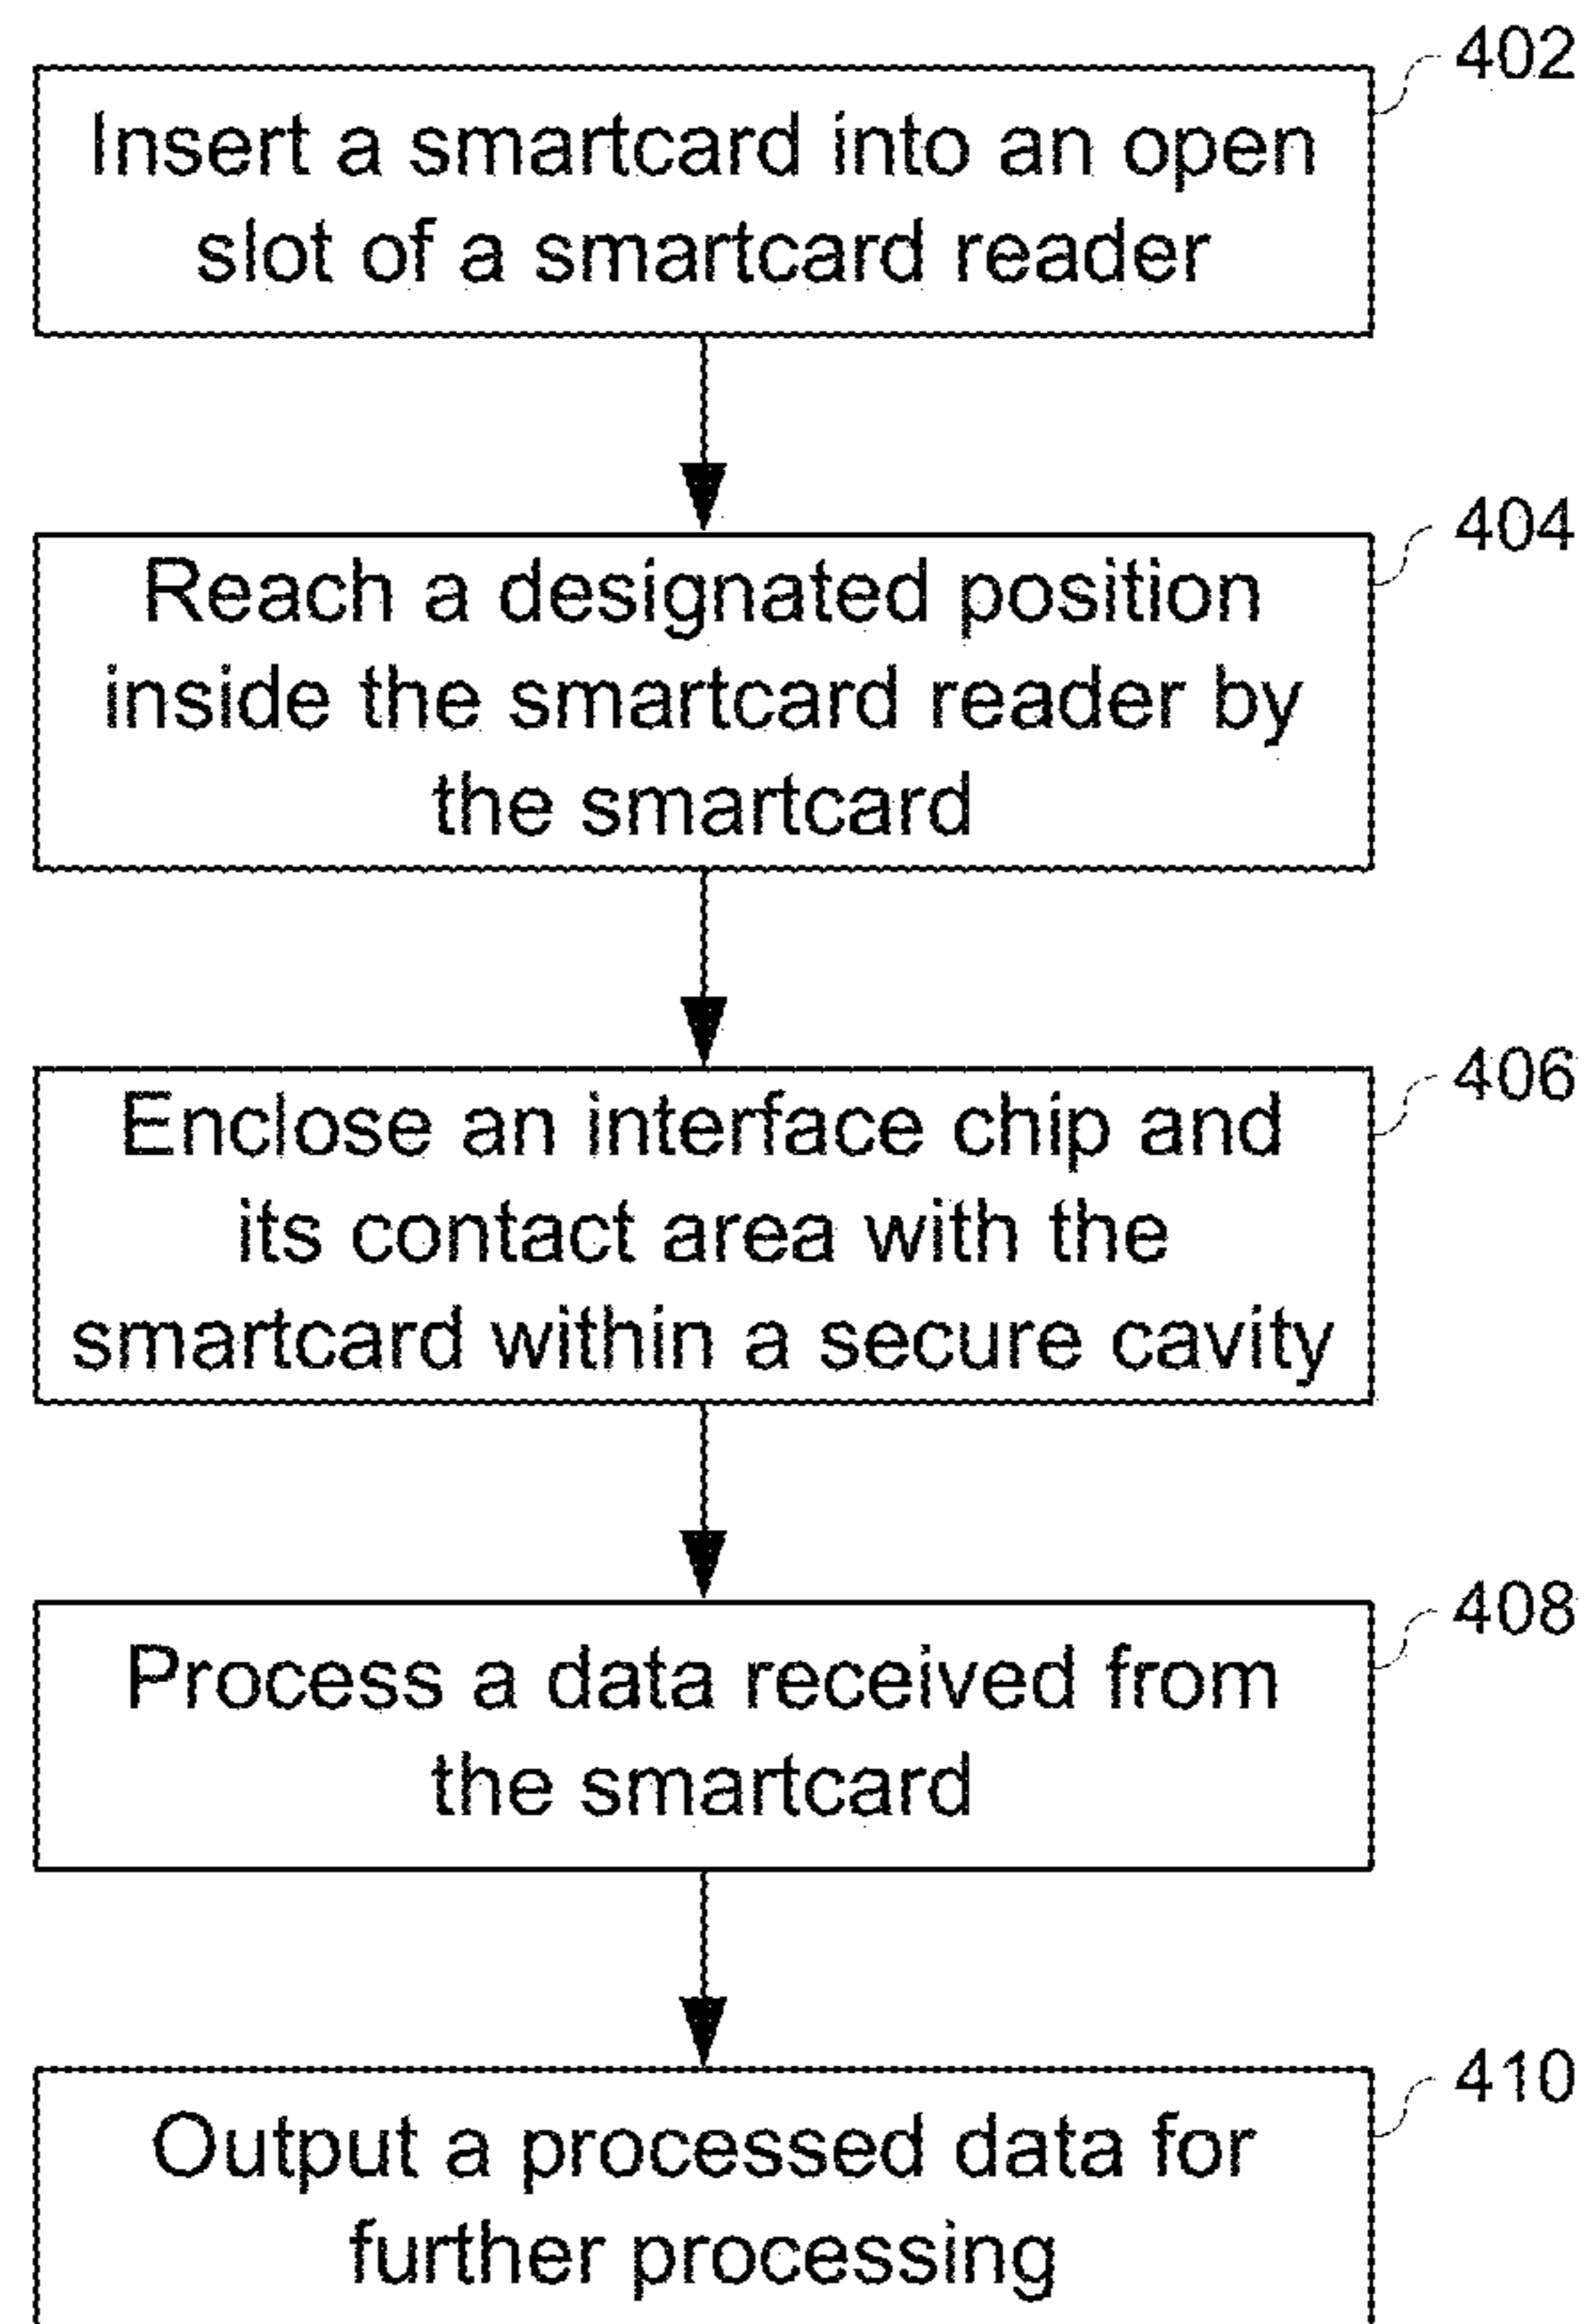 402
Insert a smartcard into an open
slot of a smartcard reader
404
Reach a designated position
inside the smartcard reader by
the smartcard
406
Enclose an interface chip and
its contact area with the
smartcard within a secure cavity
408
Process a data received from
the smartcard
410
Output a processed data for
further processing